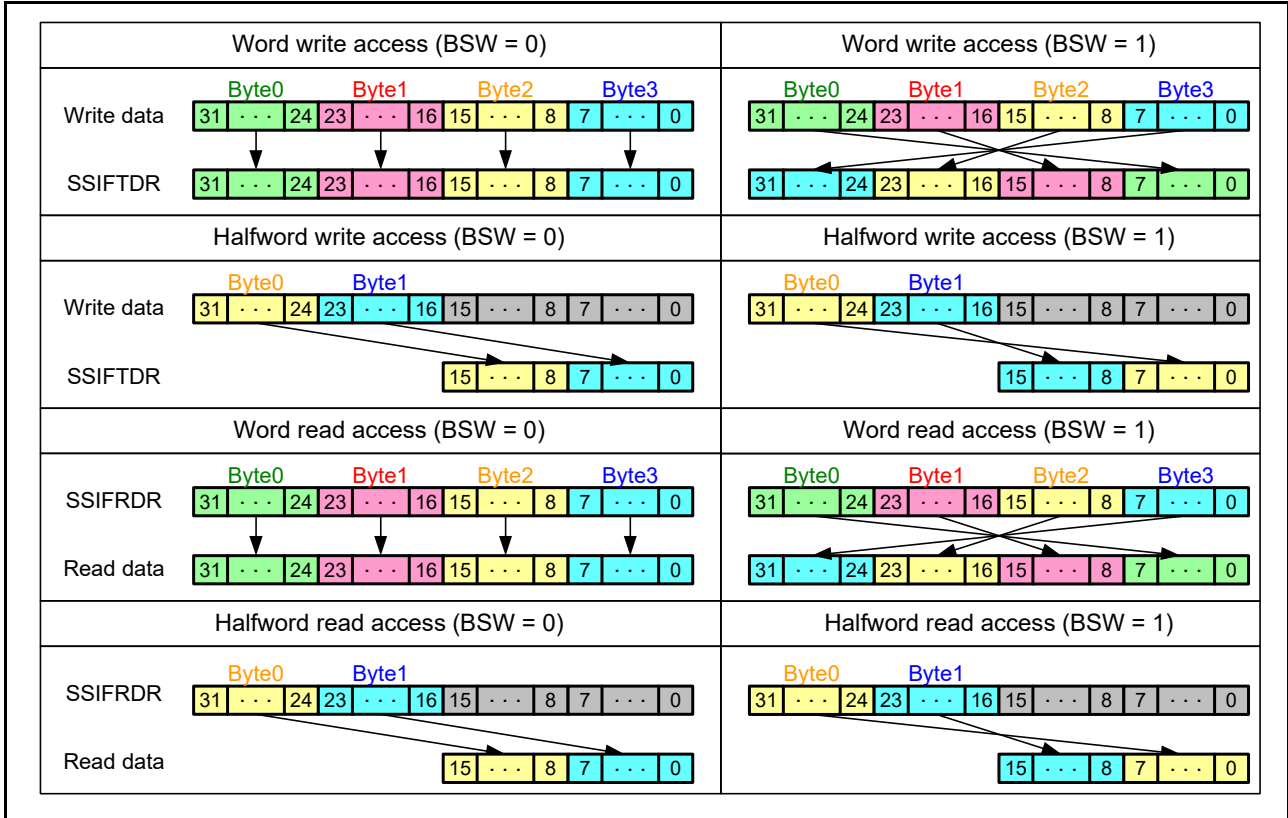 Word write access (BSW = 0) Word write access (BSW = 1)
Byte0 Byte1 Byte2 Byte3 Byte0 Byte1 Byte2 Byte3
Write data 31 ... 24 23 ... 16 15 ... 8 7 ... 0 31 ... 24 23 ... 16 15 ... 8 7 ... 0
SSIFTDR 31 ... 24 23 ... 16 15 ... 8 7 ... 0 31 ... 24 23 ... 16 15 ... 8 7 ... 0
Halfword write access (BSW = 0) Halfword write access (BSW = 1)
Byte0 Byte1 Byte0 Byte1
Write data 31 ... 24 23 ... 16 15 ... 8 7 ... 0 31 ... 24 23 ... 16 15 ... 8 7 ... 0
SSIFTDR 15 ... 8 7 ... 0 15 ... 8 7 ... 0
Word read access (BSW = 0) Word read access (BSW = 1)
Byte0 Byte1 Byte2 Byte3 Byte0 Byte1 Byte2 Byte3
SSIFRDR 31 ... 24 23 ... 16 15 ... 8 7 ... 0 31 ... 24 23 ... 16 15 ... 8 7 ... 0
Read data 31 ... 24 23 ... 16 15 ... 8 7 ... 0 31 ... 24 23 ... 16 15 ... 8 7 ... 0
Halfword read access (BSW = 0) Halfword read access (BSW = 1)
Byte0 Byte1 Byte0 Byte1
SSIFRDR 31 ... 24 23 ... 16 15 ... 8 7 ... 0 31 ... 24 23 ... 16 15 ... 8 7 ... 0
Read data 15 ... 8 7 ... 0 15 ... 8 7 ... 0